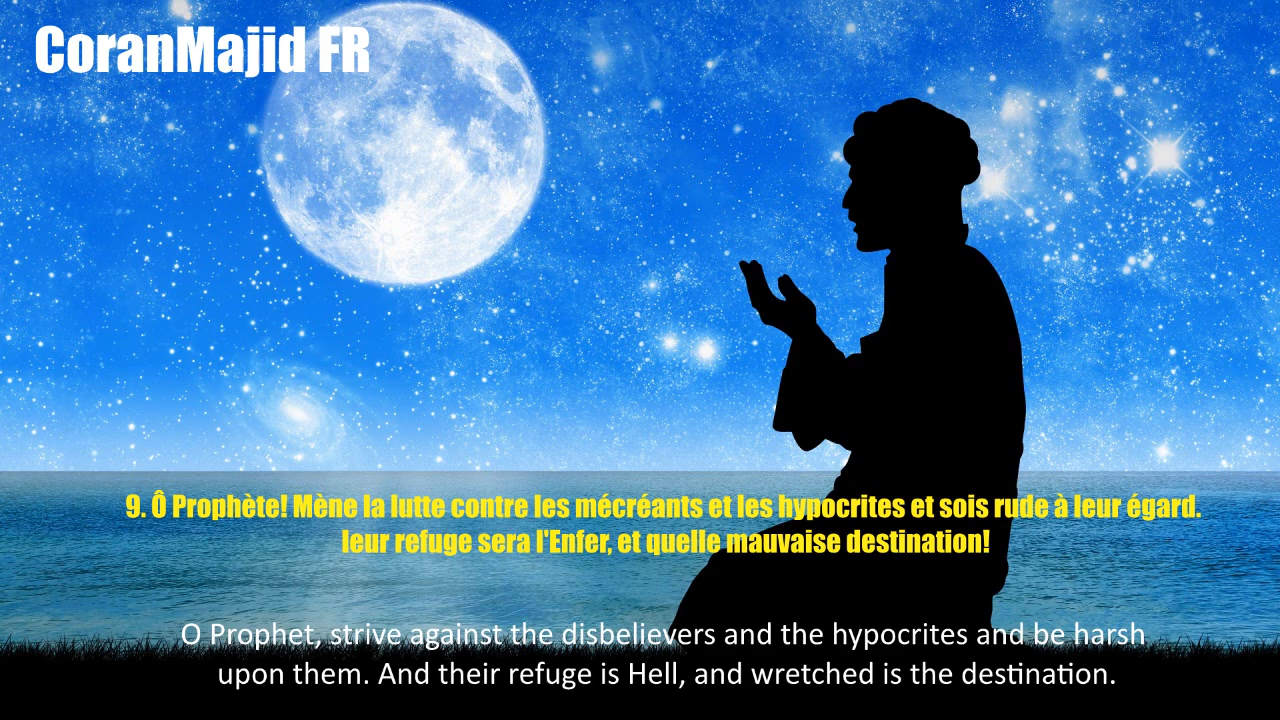 CoranMajid FR
9. Ô Prophète! Mène la lutte contre les mécréants et les hypocrites et sois rude à leur égard.
leur refuge sera l'Enfer, et quelle mauvaise destination!
O Prophet, strive against the disbelievers and the hypocrites and be harsh
upon them. And their refuge is Hell, and wretched is the destination.